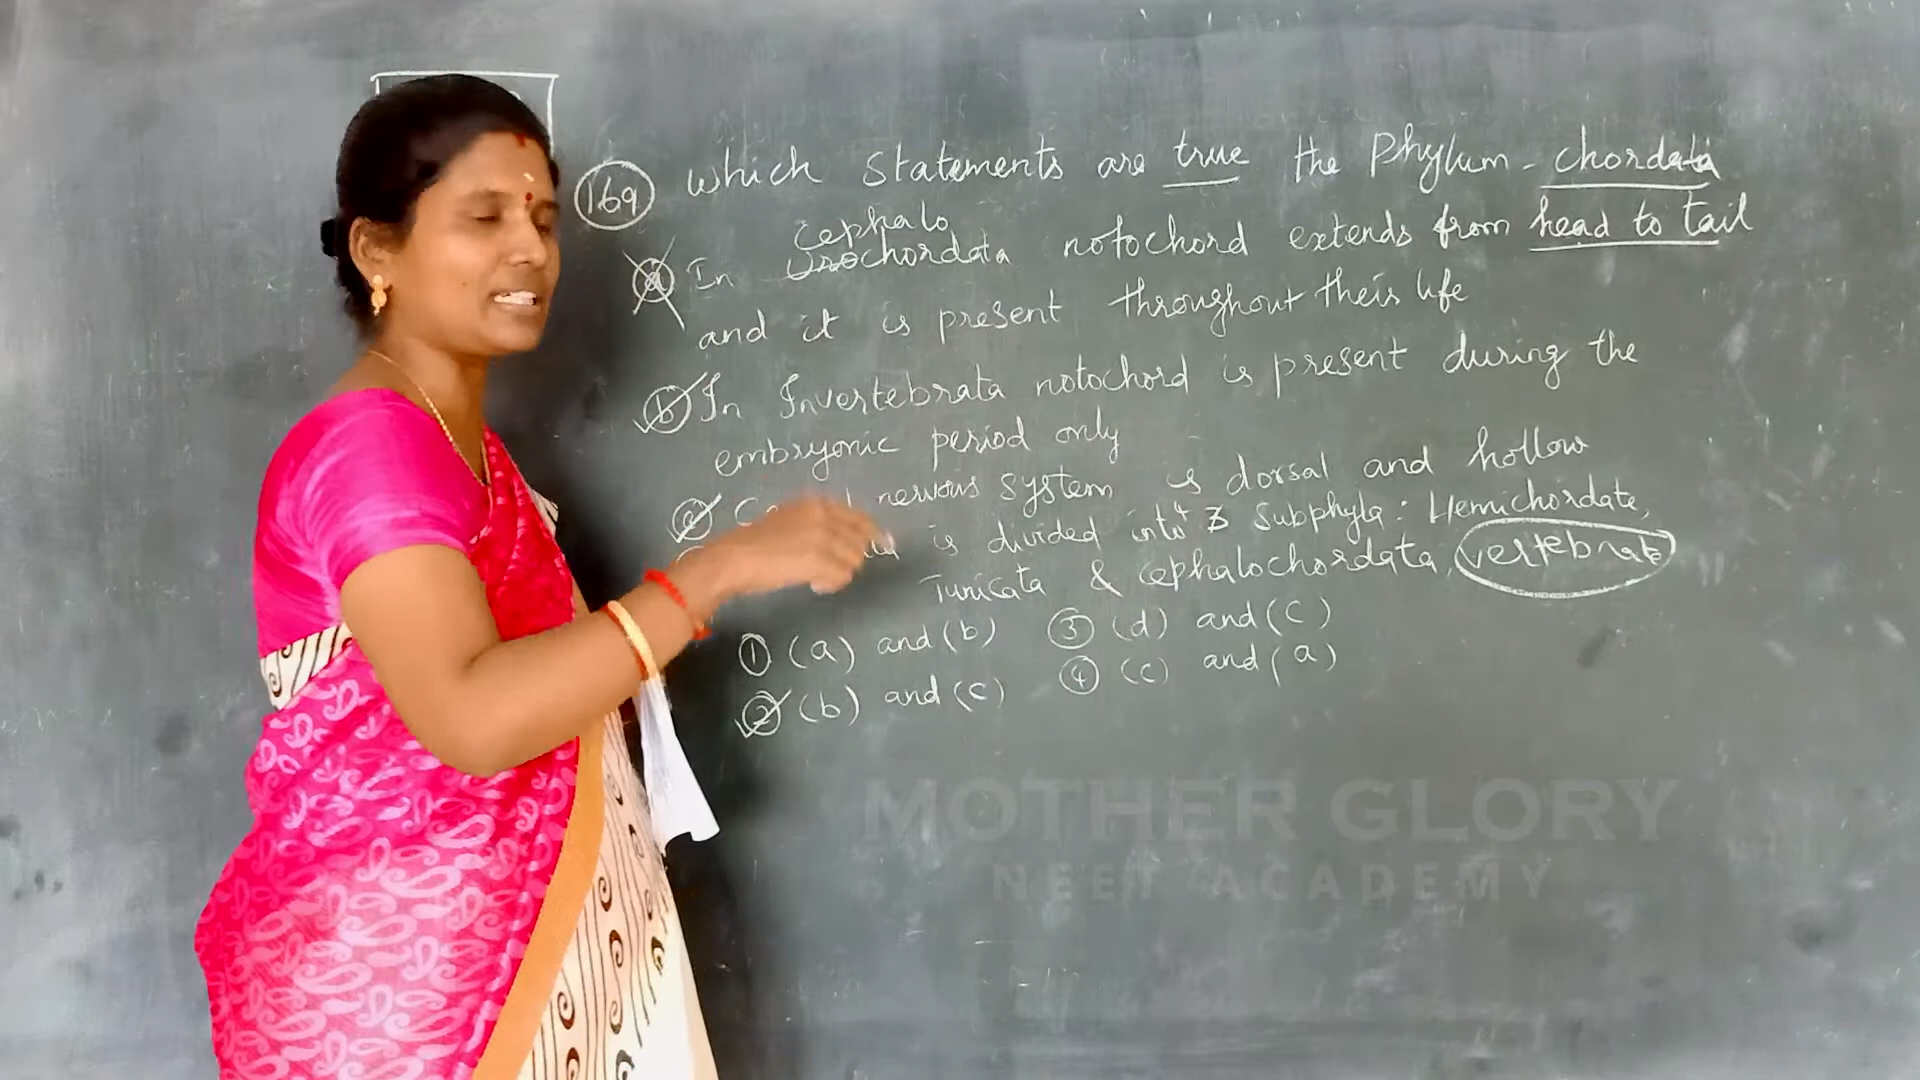 169 Which Statements are true the Phylum - chordata
cephalo
(a) In Urochordata notochord extends from head to tail
and it is present throughout their life
(b) In Invertebrata notochord is present during the
embryonic period only
(c) nervous system is dorsal and hollow
is divided into 4 3 Subphyla: Hemichordate,
Tunicata & cephalochordata, vertebrate
① (a) and (b) ③ (d) and (c)
② (b) and (c) ④ (c) and (a)
MOTHER GLORY
NEET ACADEMY